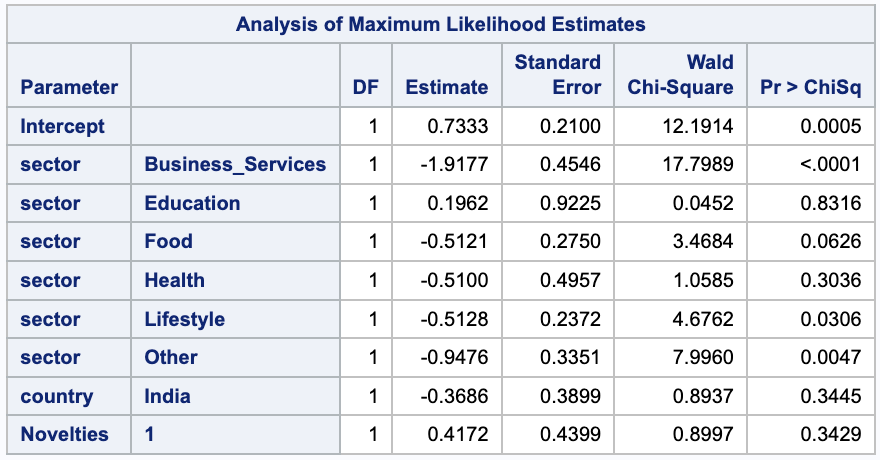 Analysis of Maximum Likelihood Estimates
Parameter DF Estimate Standard Error Wald Chi-Square Pr > ChiSq
Intercept 1 0.7333 0.2100 12.1914 0.0005
sector Business_Services 1 -1.9177 0.4546 17.7989 <.0001
sector Education 1 0.1962 0.9225 0.0452 0.8316
sector Food 1 -0.5121 0.2750 3.4684 0.0626
sector Health 1 -0.5100 0.4957 1.0585 0.3036
sector Lifestyle 1 -0.5128 0.2372 4.6762 0.0306
sector Other 1 -0.9476 0.3351 7.9960 0.0047
country India 1 -0.3686 0.3899 0.8937 0.3445
Novelties 1 1 0.4172 0.4399 0.8997 0.3429